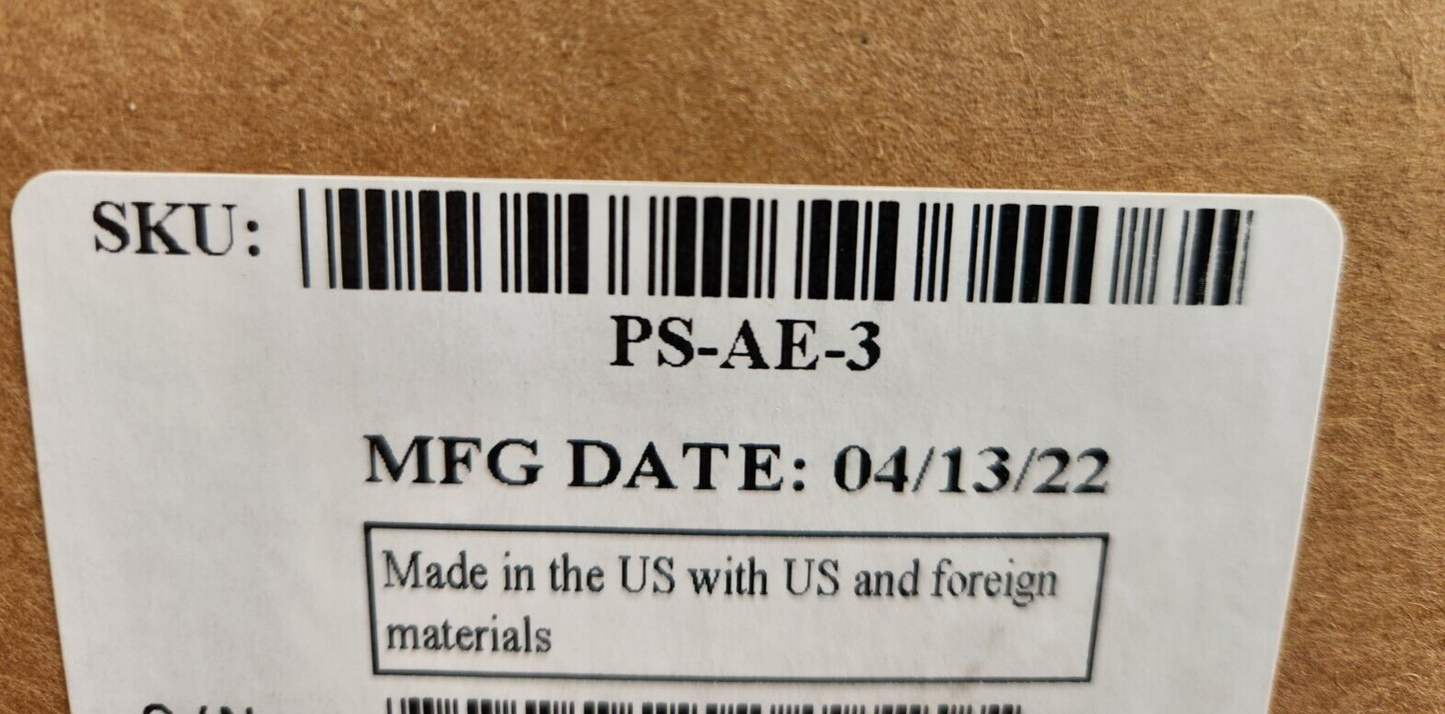 SKU:
PS-AE-3
MFG DATE: 04/13/22
Made in the US with US and foreign
materials